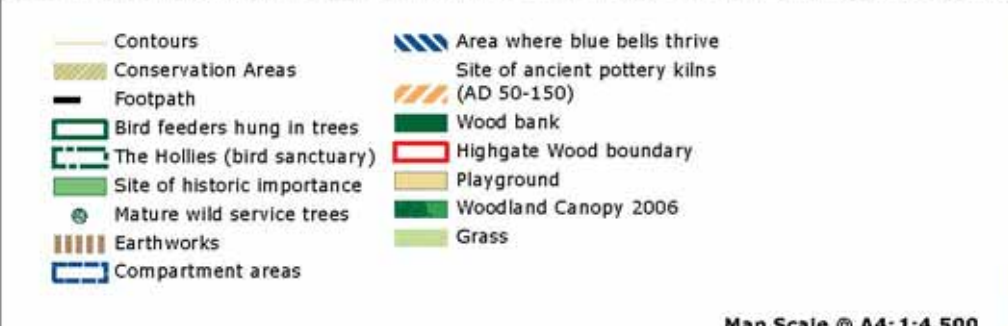 Contours
Conservation Areas
Footpath
Bird feeders hung in trees
The Hollies (bird sanctuary)
Site of historic importance
Mature wild service trees
Earthworks
Compartment areas
Area where blue bells thrive
Site of ancient pottery kilns
(AD 50-150)
Wood bank
Highgate Wood boundary
Playground
Woodland Canopy 2006
Grass
Map Scale @ A4: 1:4,500